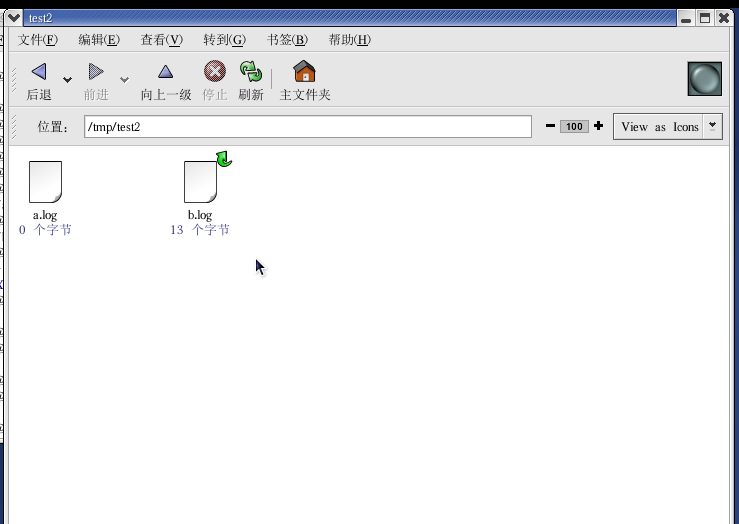 test2
文件(F) 编辑(E) 查看(V) 转到(G) 书签(B) 帮助(H)
后退 前进 向上一级 停止 刷新 主文件夹
位置: /tmp/test2 100 View as Icons
a.log b.log
0 个字节 13 个字节